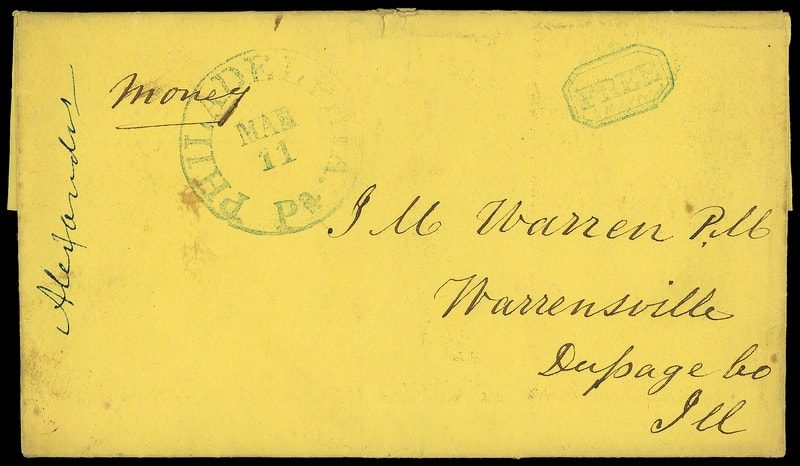 Money
PHILADELPHIA Pa.
MAR
11
FREE
Alexander
J M Warren P.M
Warrensville
Dupage Co
Ill